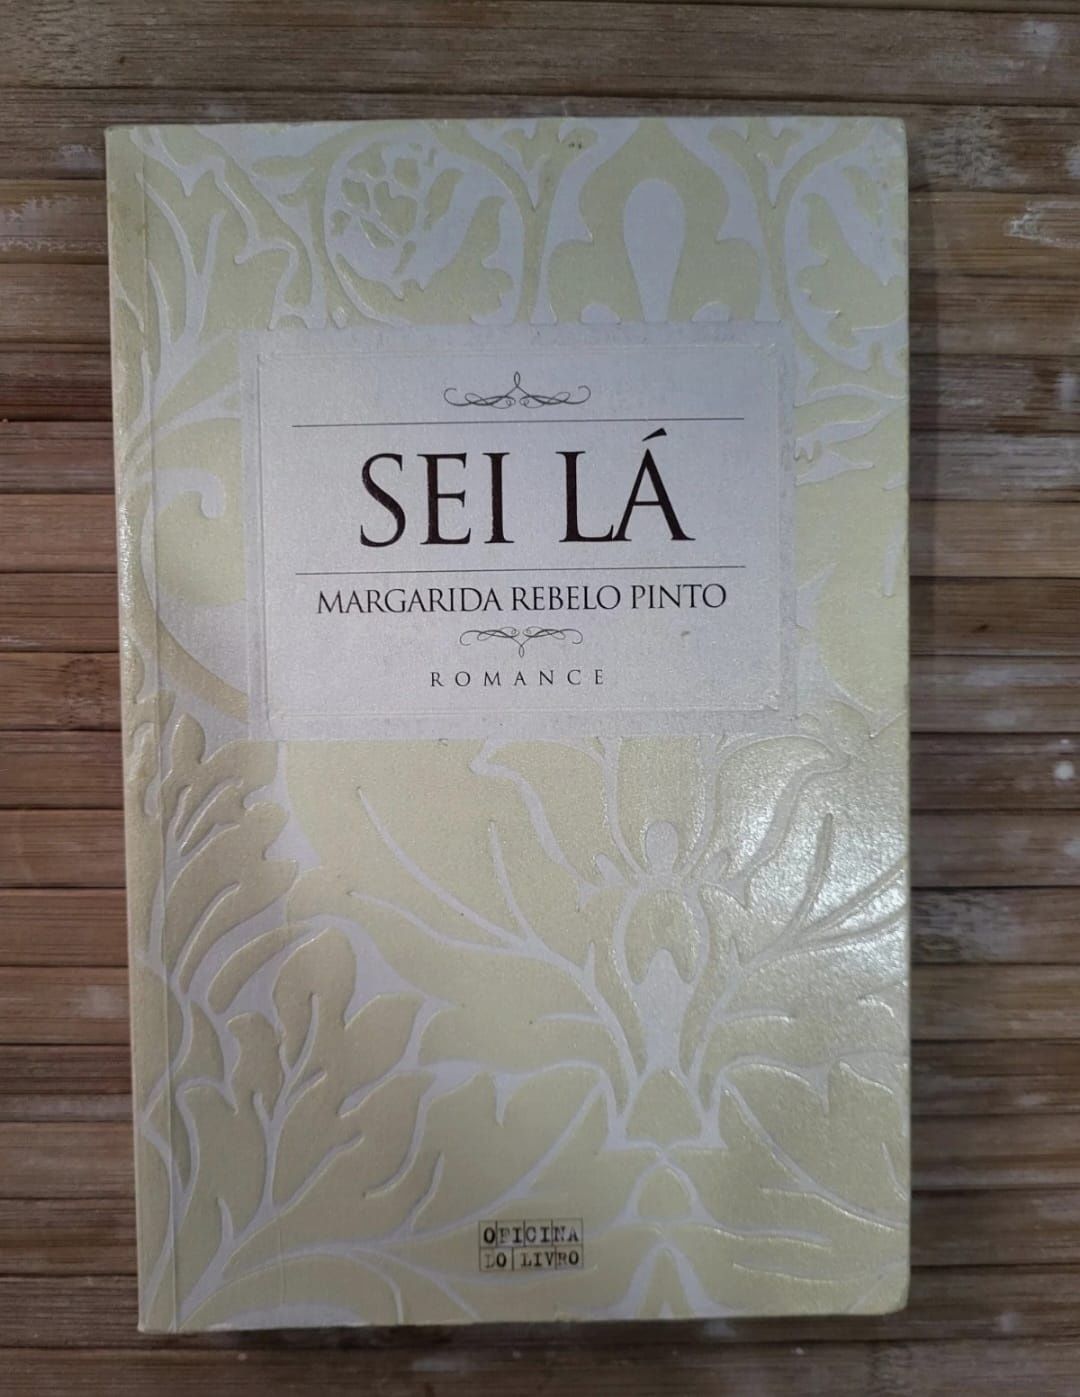 SEI LÁ
MARGARIDA REBELO PINTO
ROMANCE
OFICINA
DO LIVRO